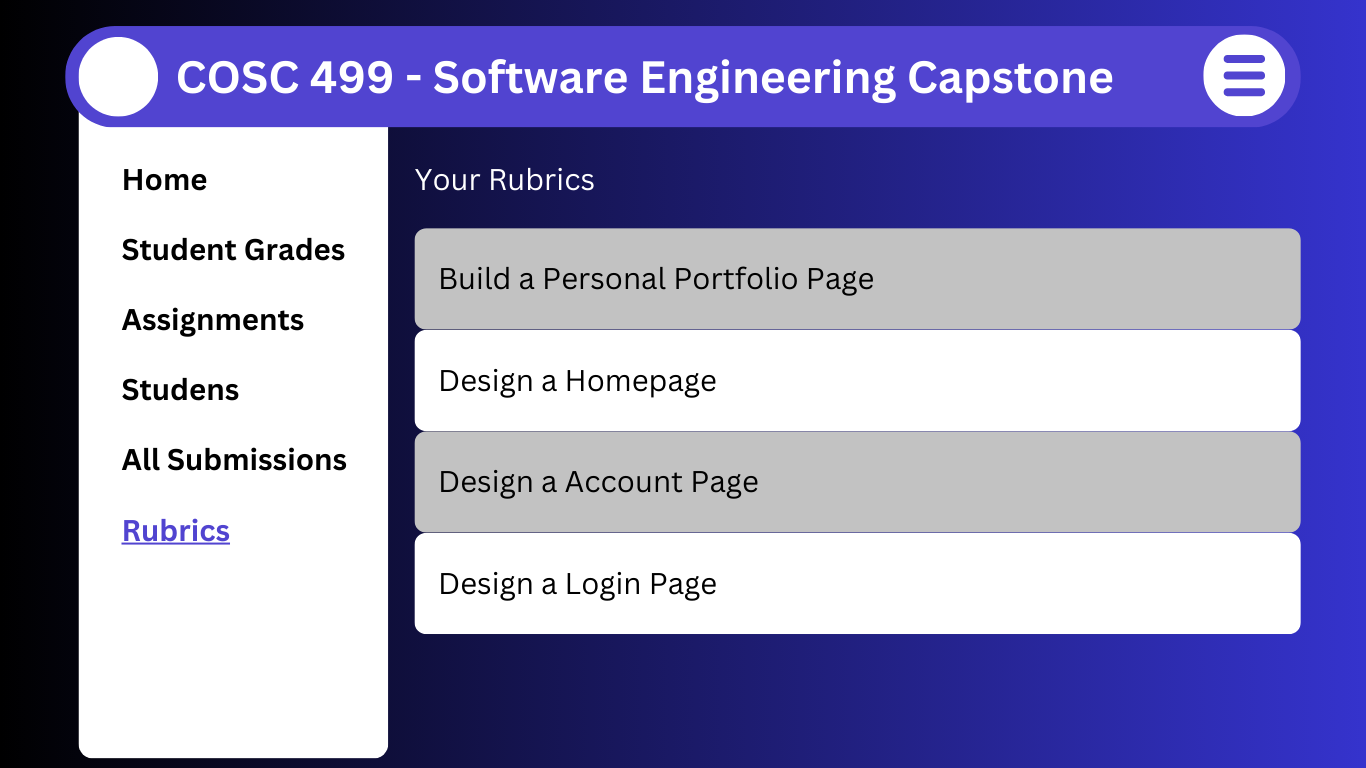 COSC 499 - Software Engineering Capstone
Home
Student Grades
Assignments
Studens
All Submissions
Rubrics
Your Rubrics
Build a Personal Portfolio Page
Design a Homepage
Design a Account Page
Design a Login Page